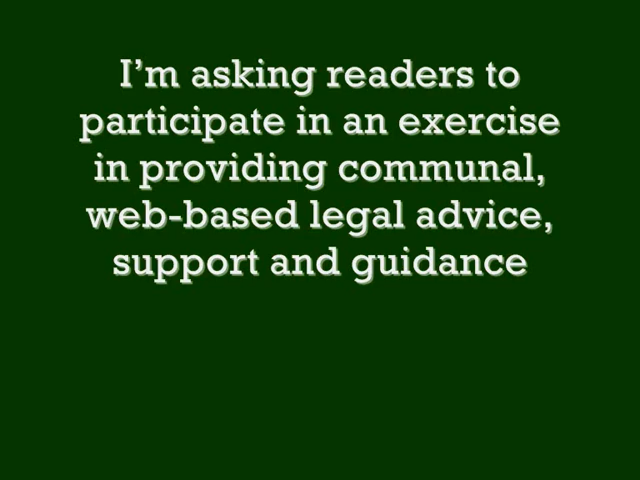 I’m asking readers to
participate in an exercise
in providing communal,
web-based legal advice,
support and guidance